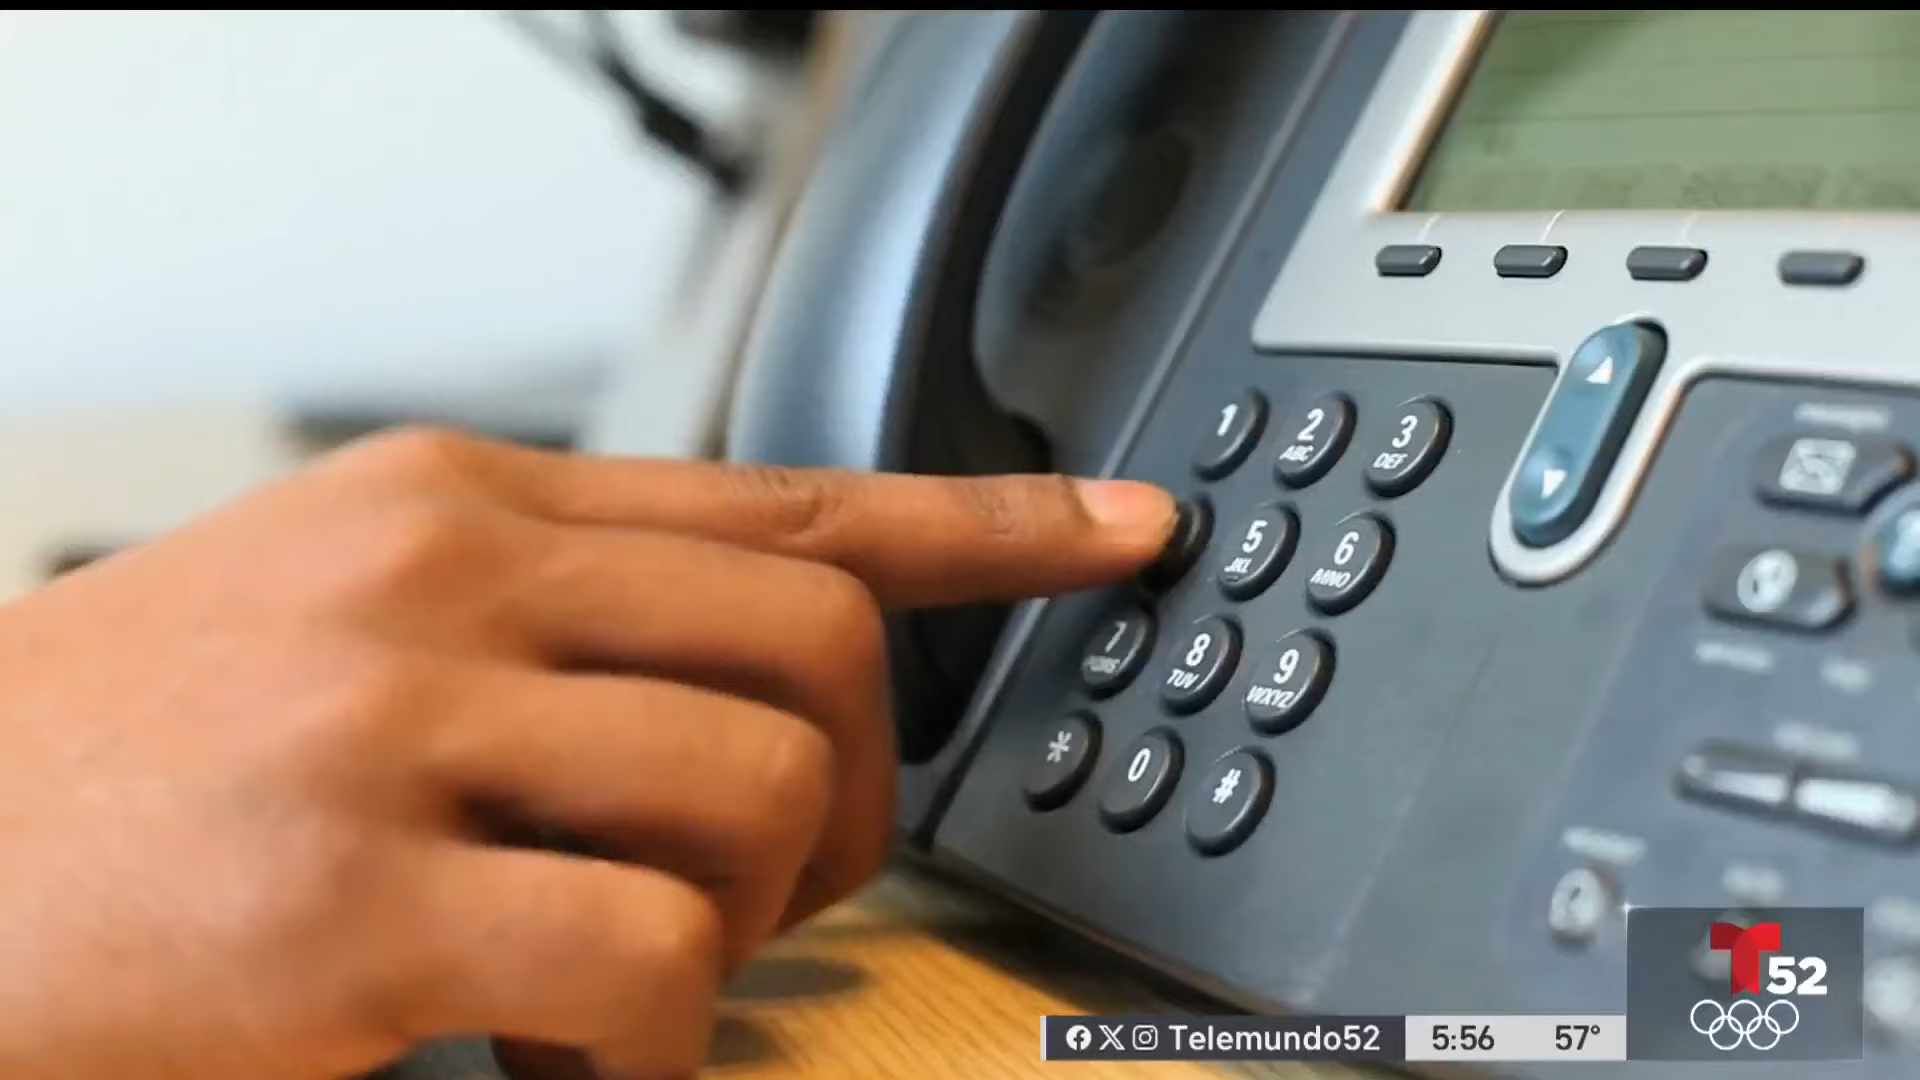 1
2
ABC
3
DEF
5
JKL
6
MNO
7
PQRS
8
TUV
9
WXYZ
*
0
#
T 52
Telemundo52 5:56 57°